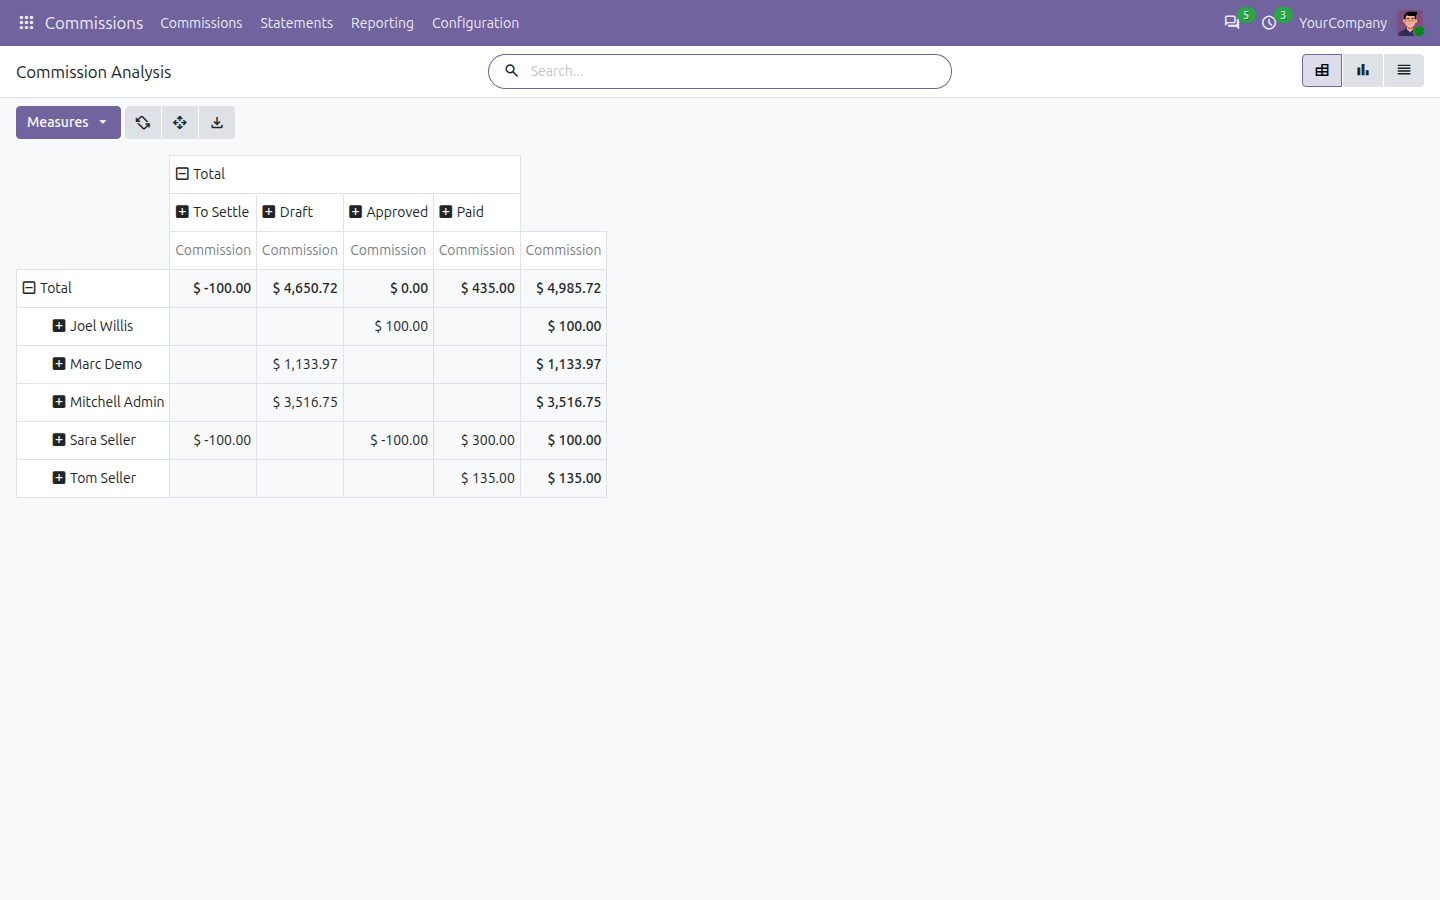 Commissions Commissions Statements Reporting Configuration 5 3 YourCompany
Commission Analysis Search...
Measures
Total
To Settle Draft Approved Paid
Commission Commission Commission Commission Commission
Total $ -100.00 $ 4,650.72 $ 0.00 $ 435.00 $ 4,985.72
Joel Willis $ 100.00 $ 100.00
Marc Demo $ 1,133.97 $ 1,133.97
Mitchell Admin $ 3,516.75 $ 3,516.75
Sara Seller $ -100.00 $ -100.00 $ 300.00 $ 100.00
Tom Seller $ 135.00 $ 135.00